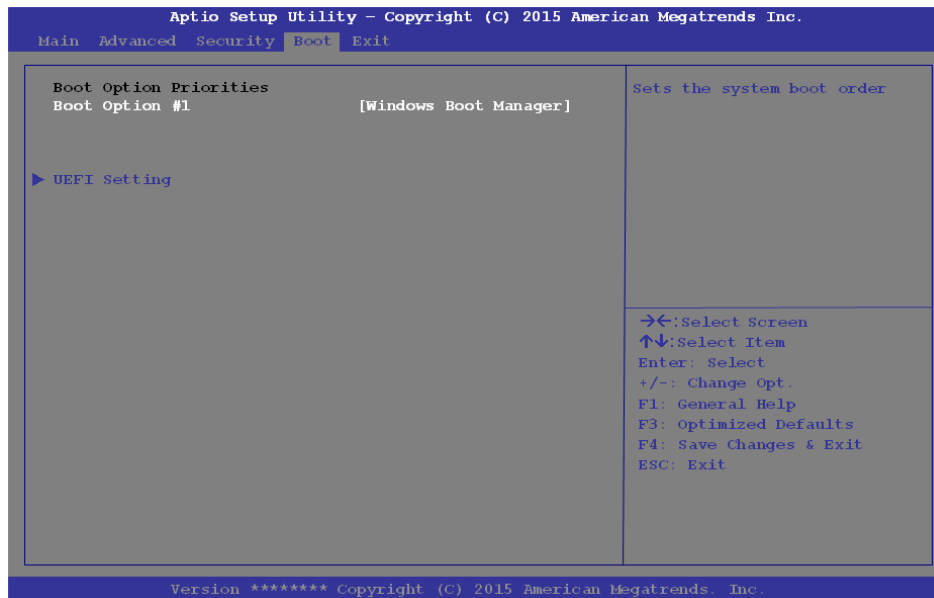 Aptio Setup Utility – Copyright (C) 2015 American Megatrends Inc.
Main Advanced Security Boot Exit
Boot Option Priorities
Boot Option #1 [Windows Boot Manager]
▶ UEFI Setting
Sets the system boot order
→←:Select Screen
↑↓:Select Item
Enter: Select
+/-: Change Opt.
F1: General Help
F3: Optimized Defaults
F4: Save Changes & Exit
ESC: Exit
Version ******** Copyright (C) 2015 American Megatrends. Inc.